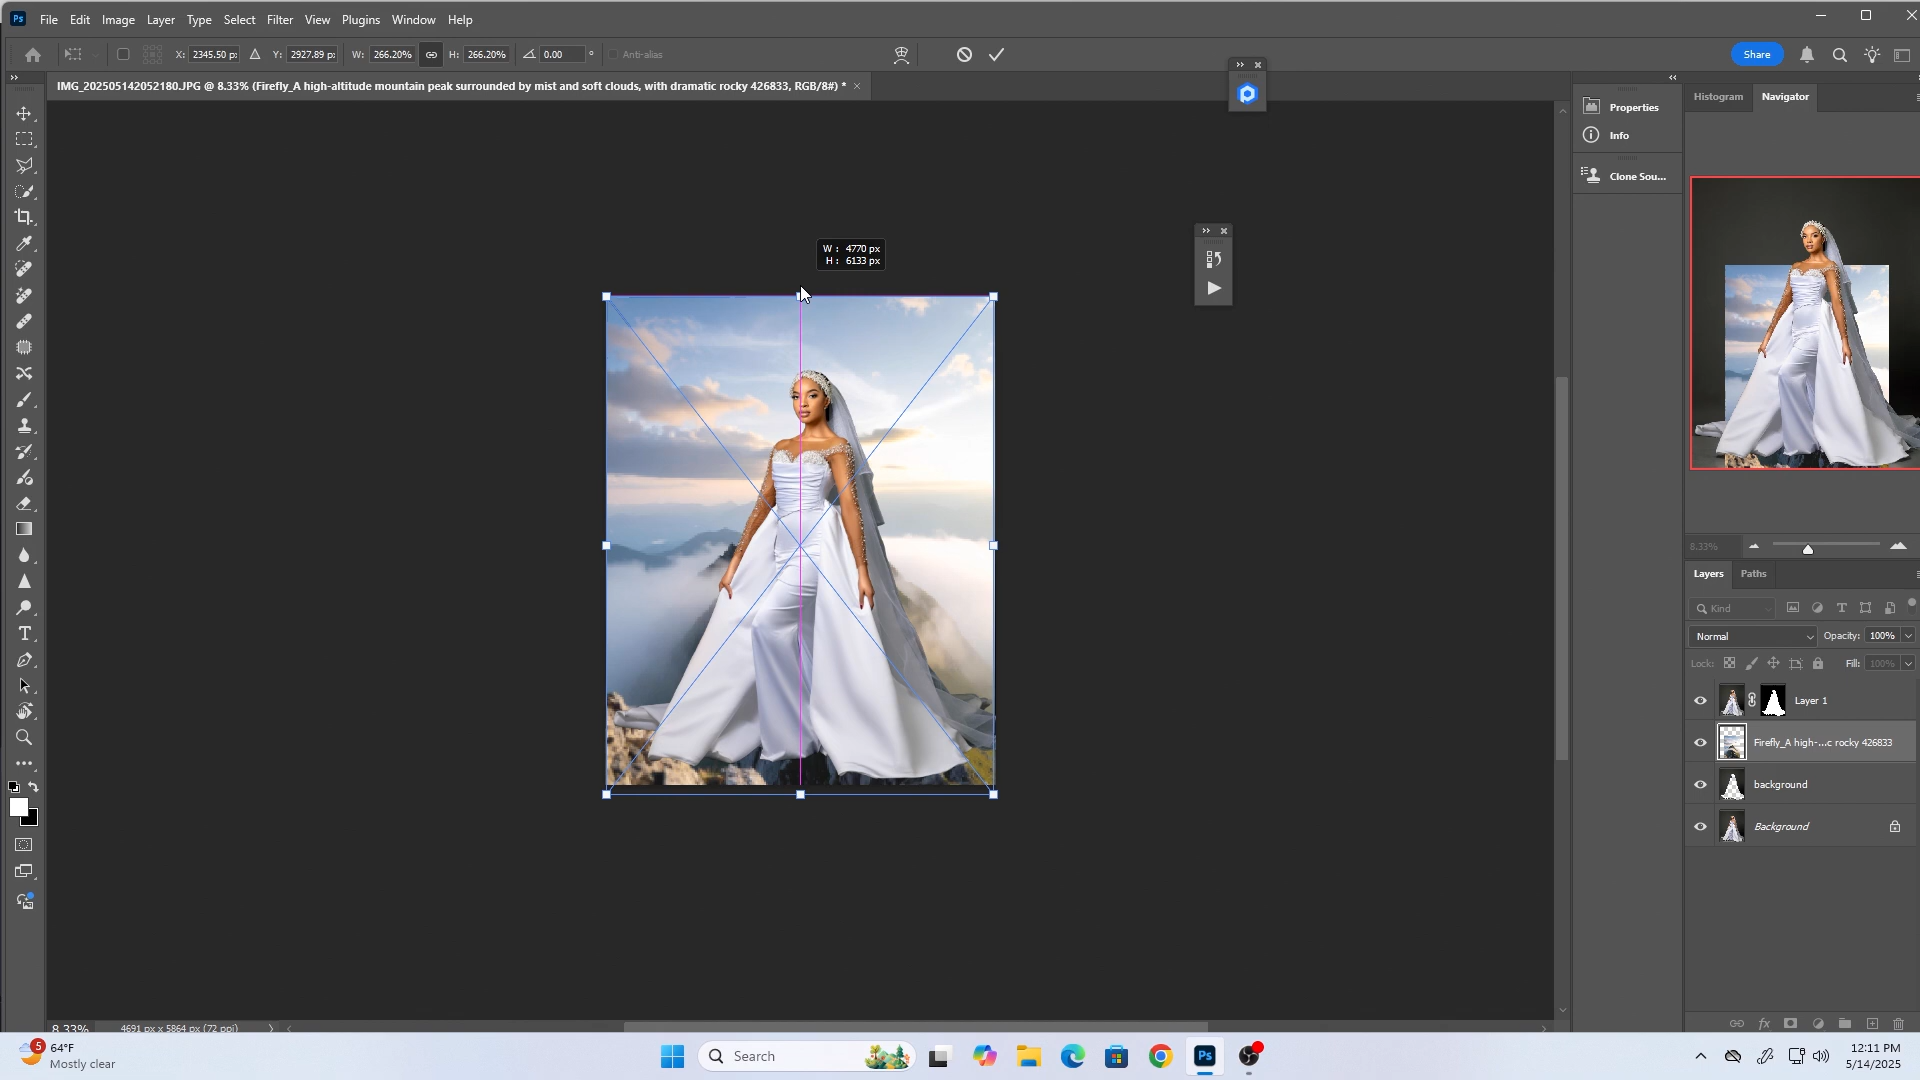 Ps File Edit Image Layer Type Select Filter View Plugins Window Help
X: 2345.50 p: Y: 2927.89 p: W: 266.20% H: 266.20% 0.00 ° Anti-alias
Share
IMG_202505142052180.JPG @ 8.33% (Firefly_A high-altitude mountain peak surrounded by mist and soft clouds, with dramatic rocky 426833, RGB/8#) * ×
Histogram Navigator
Properties
Info
Clone Sou...
W : 4770 px
H : 6133 px
8.33%
Layers Paths
Kind
Normal Opacity: 100%
Lock: Fill: 100%
Layer 1
Firefly_A high-...c rocky 426833
background
Background
8.33% 4691 px x 5864 px (72 ppi)
5 64°F
Mostly clear
Search
Ps
12:11 PM
5/14/2025